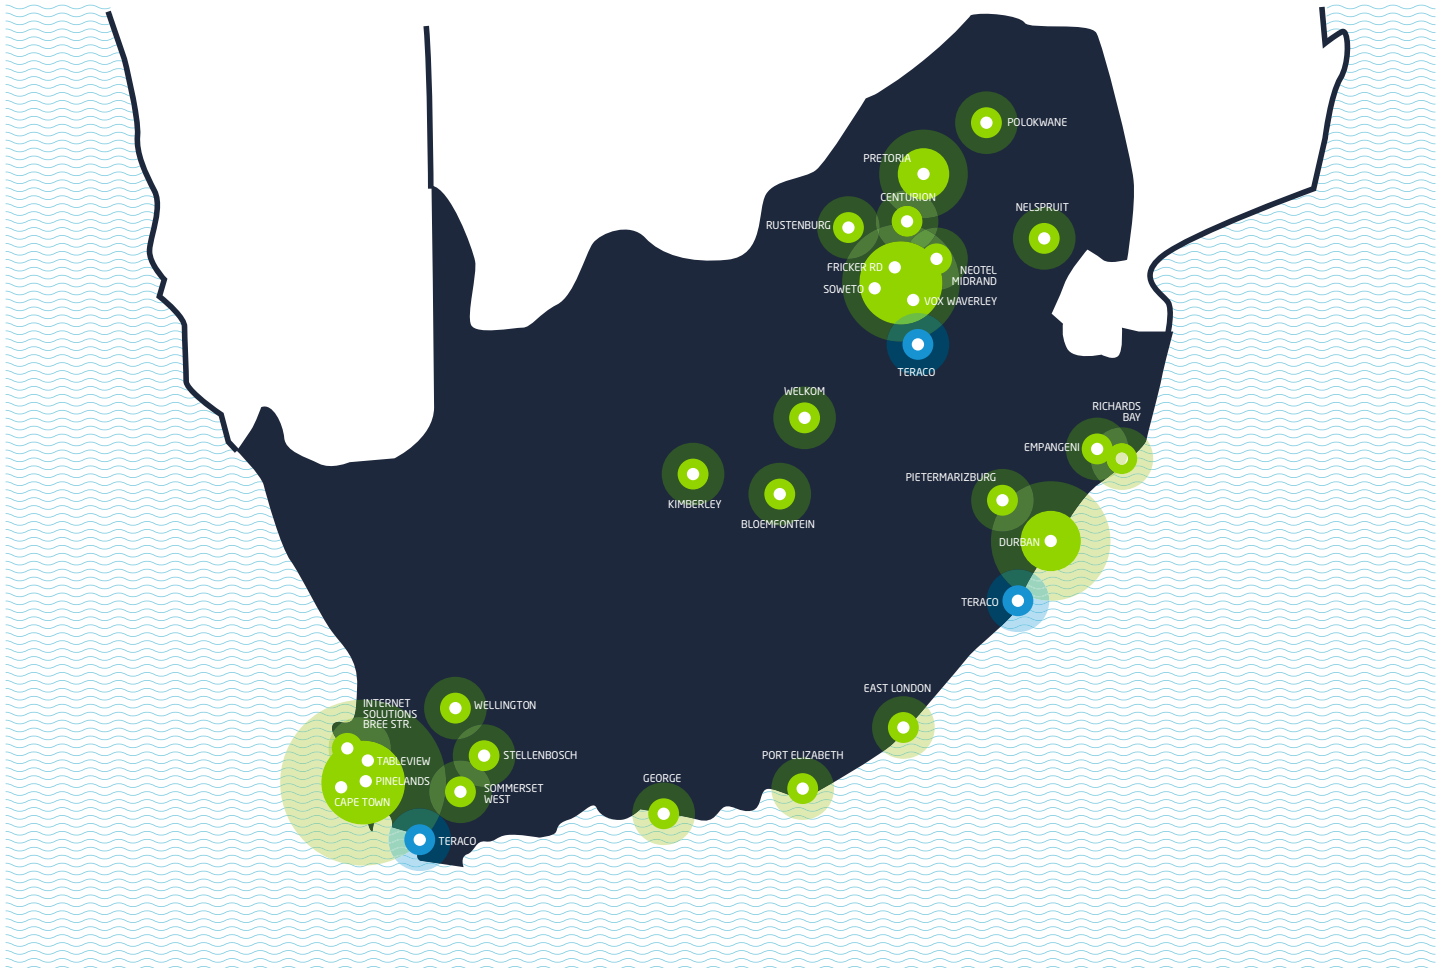 POLOKWANE
PRETORIA
CENTURION
NELSPRUIT
RUSTENBURG
FRICKER RD
NEOTEL
MIDRAND
SOWETO
VOX WAVERLEY
TERACO
WELKOM
RICHARDS
BAY
EMPANGENI
PIETERMARIZBURG
KIMBERLEY
BLOEMFONTEIN
DURBAN
TERACO
EAST LONDON
INTERNET
SOLUTIONS
BREE STR.
WELLINGTON
STELLENBOSCH
TABLEVIEW
PINELANDS
CAPE TOWN
SOMMERSET
WEST
GEORGE
PORT ELIZABETH
TERACO